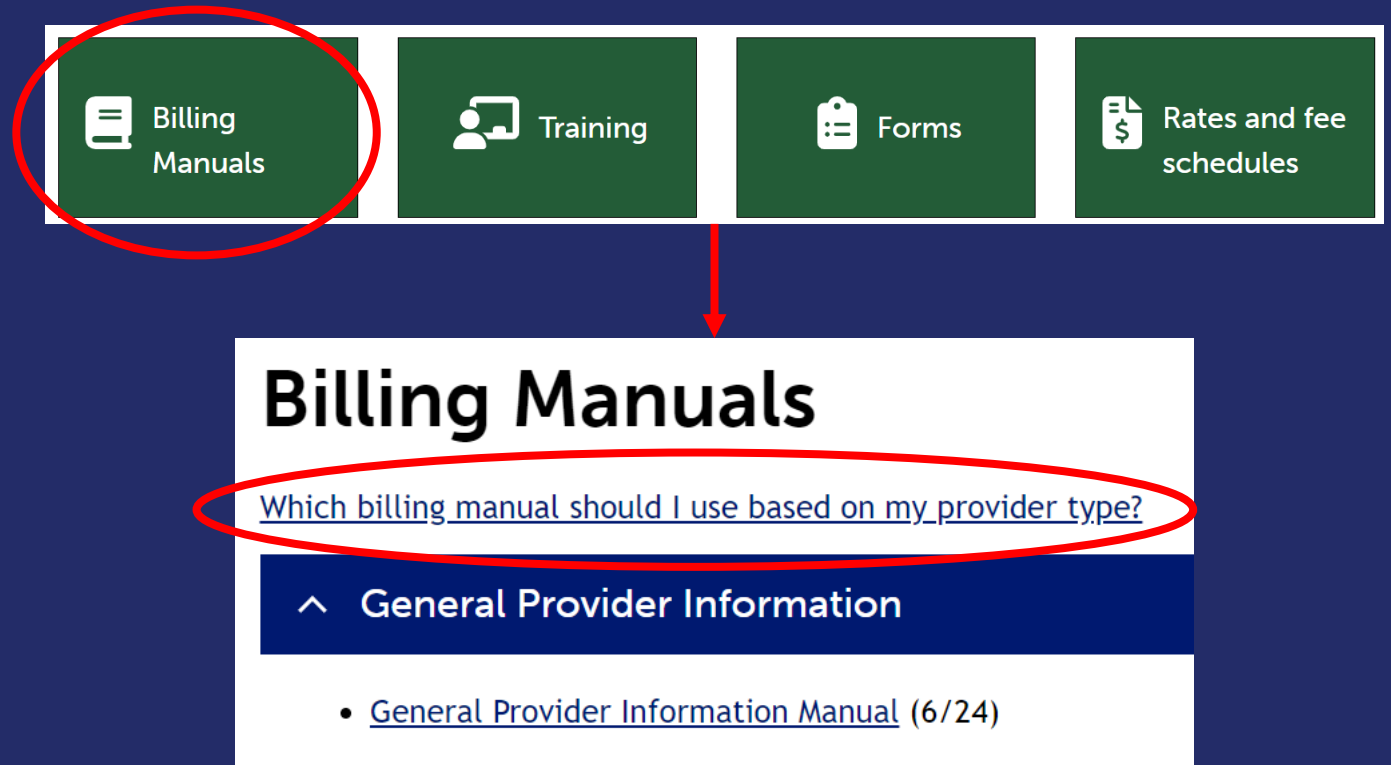 Billing
Manuals
Training
Forms
Rates and fee
schedules
Billing Manuals
Which billing manual should I use based on my provider type?
General Provider Information
• General Provider Information Manual (6/24)